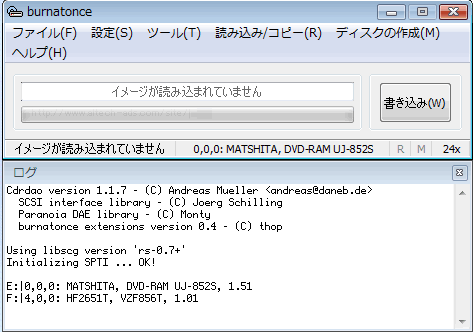 burnatonce
ファイル(F) 設定(S) ツール(T) 読み込み/コピー(R) ディスクの作成(M)
ヘルプ(H)
イメージが読み込まれていません
書き込み(W)
イメージが読み込まれていません 0,0,0: MATSHITA, DVD-RAM UJ-852S R M 24x
ログ
Cdrdao version 1.1.7 - (C) Andreas Mueller <andreas@daneb.de>
SCSI interface library - (C) Joerg Schilling
Paranoia DAE library - (C) Monty
burnatonce extensions version 0.4 - (C) thop
Using libscg version 'rs-0.7+'
Initializing SPTI ... OK!
E:|0,0,0: MATSHITA, DVD-RAM UJ-852S, 1.51
F:|4,0,0: HF2651T, VZF856T, 1.01